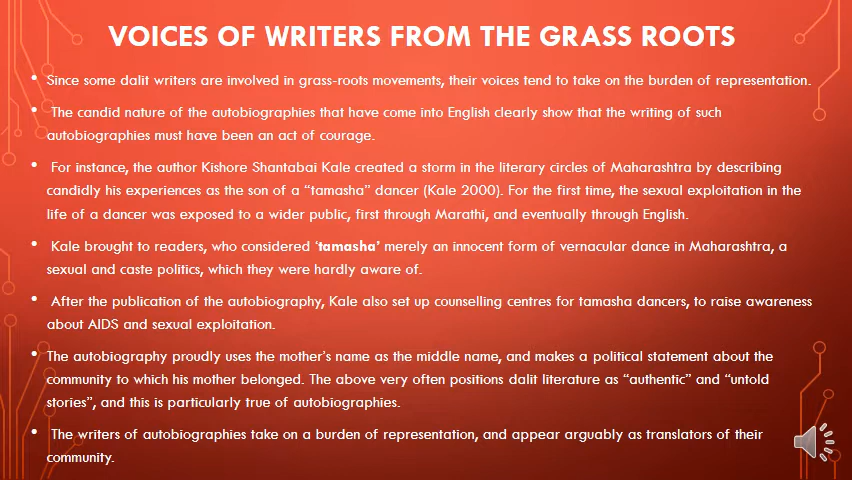 VOICES OF WRITERS FROM THE GRASS ROOTS
• Since some dalit writers are involved in grass-roots movements, their voices tend to take on the burden of representation.
• The candid nature of the autobiographies that have come into English clearly show that the writing of such
autobiographies must have been an act of courage.
• For instance, the author Kishore Shantabai Kale created a storm in the literary circles of Maharashtra by describing
candidly his experiences as the son of a “tamasha” dancer (Kale 2000). For the first time, the sexual exploitation in the
life of a dancer was exposed to a wider public, first through Marathi, and eventually through English.
• Kale brought to readers, who considered ‘tamasha’ merely an innocent form of vernacular dance in Maharashtra, a
sexual and caste politics, which they were hardly aware of.
• After the publication of the autobiography, Kale also set up counselling centres for tamasha dancers, to raise awareness
about AIDS and sexual exploitation.
• The autobiography proudly uses the mother’s name as the middle name, and makes a political statement about the
community to which his mother belonged. The above very often positions dalit literature as “authentic” and “untold
stories”, and this is particularly true of autobiographies.
• The writers of autobiographies take on a burden of representation, and appear arguably as translators of their
community.